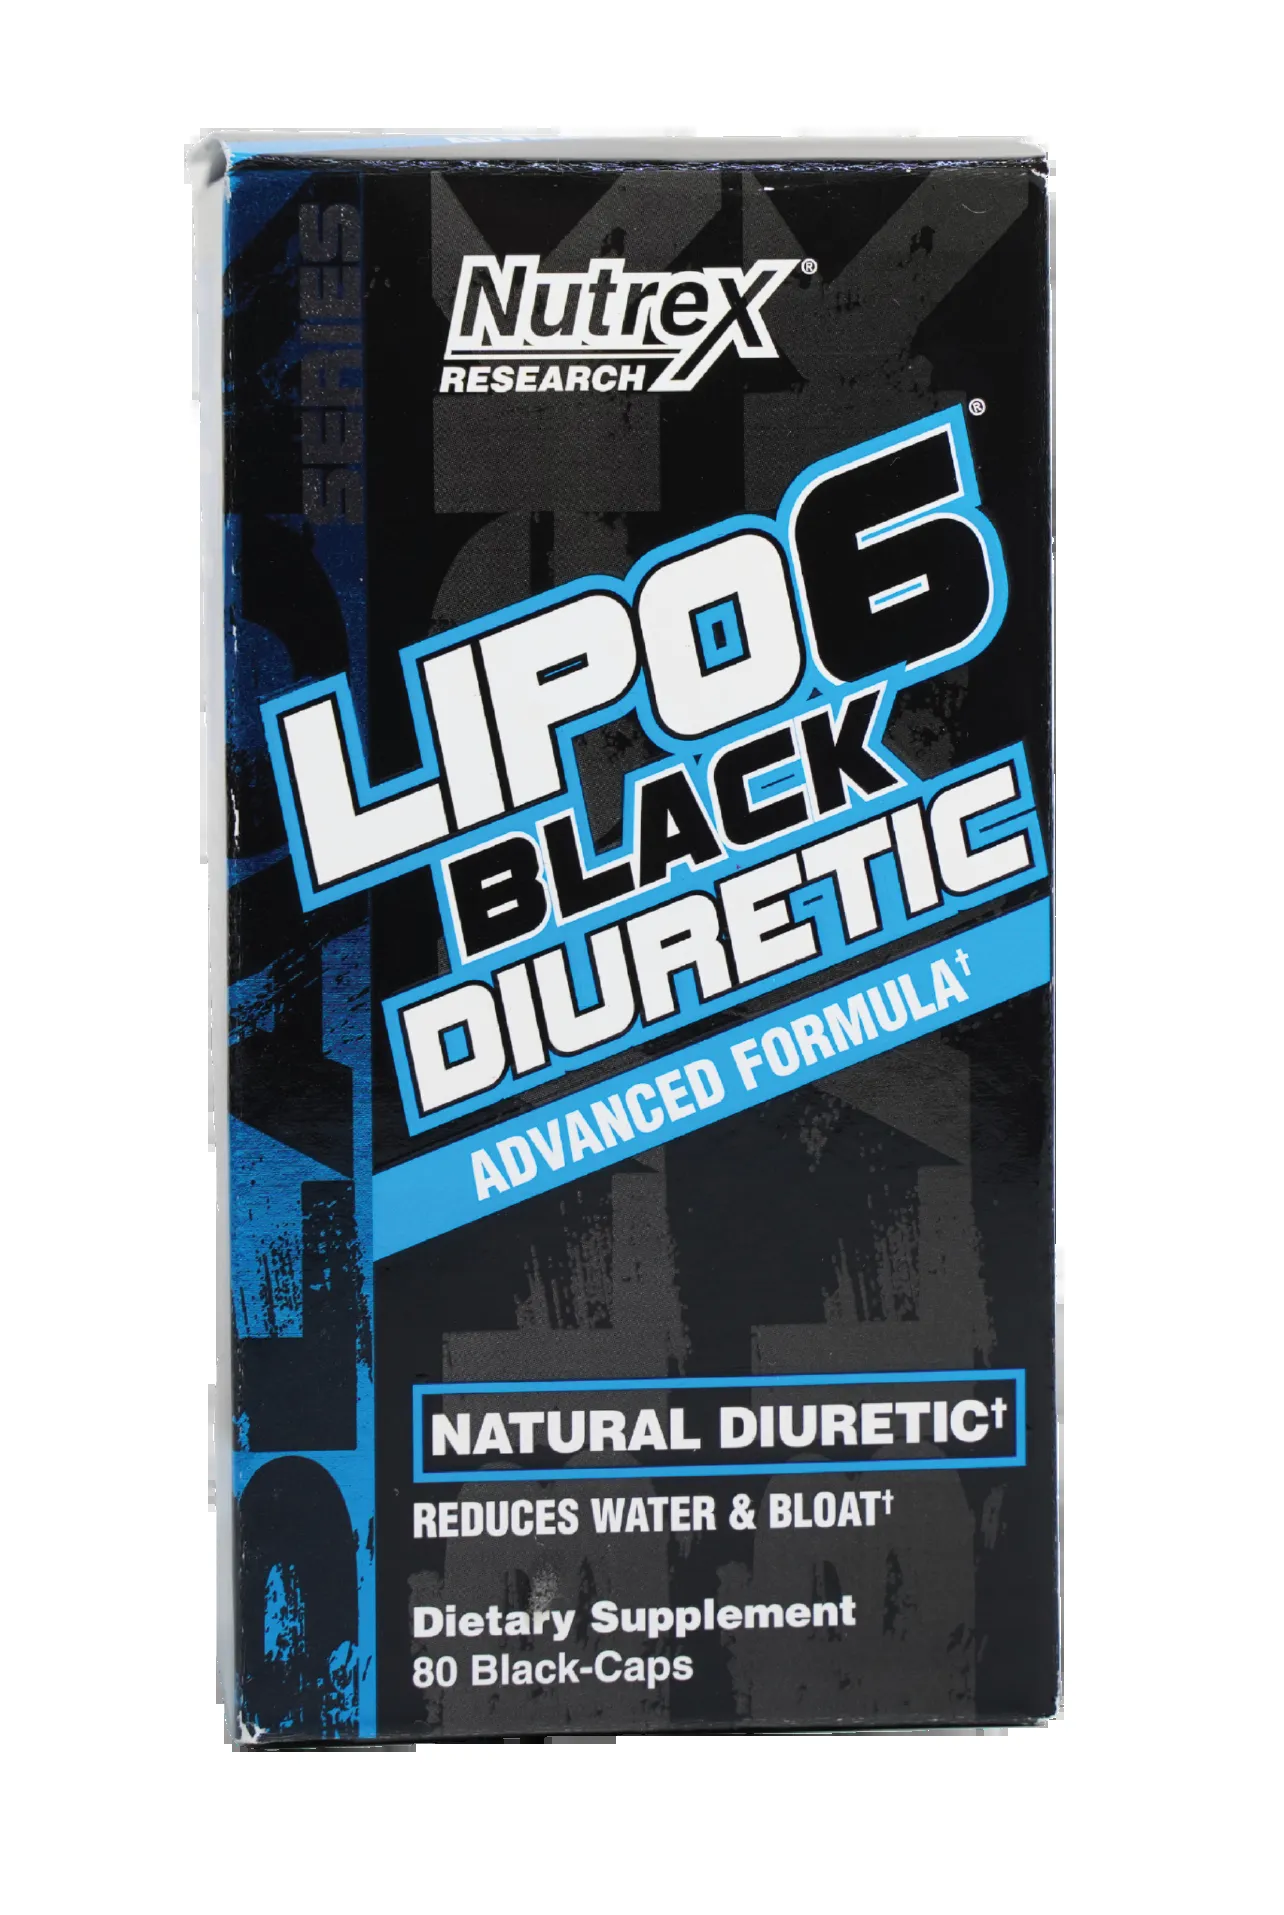 Nutrex®
RESEARCH
SERIES
LIPO6®
BLACK
DIURETIC
ADVANCED FORMULA†
NATURAL DIURETIC†
REDUCES WATER & BLOAT†
Dietary Supplement
80 Black-Caps